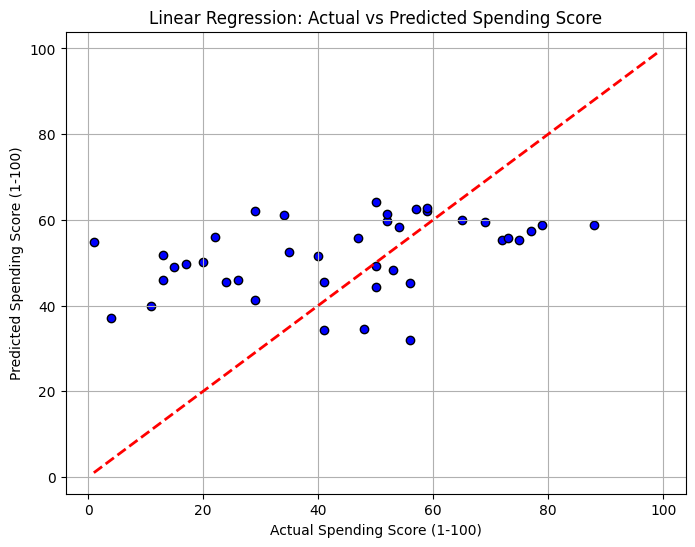 Linear Regression: Actual vs Predicted Spending Score
Predicted Spending Score (1-100)
100
80
60
40
20
0
0 20 40 60 80 100
Actual Spending Score (1-100)